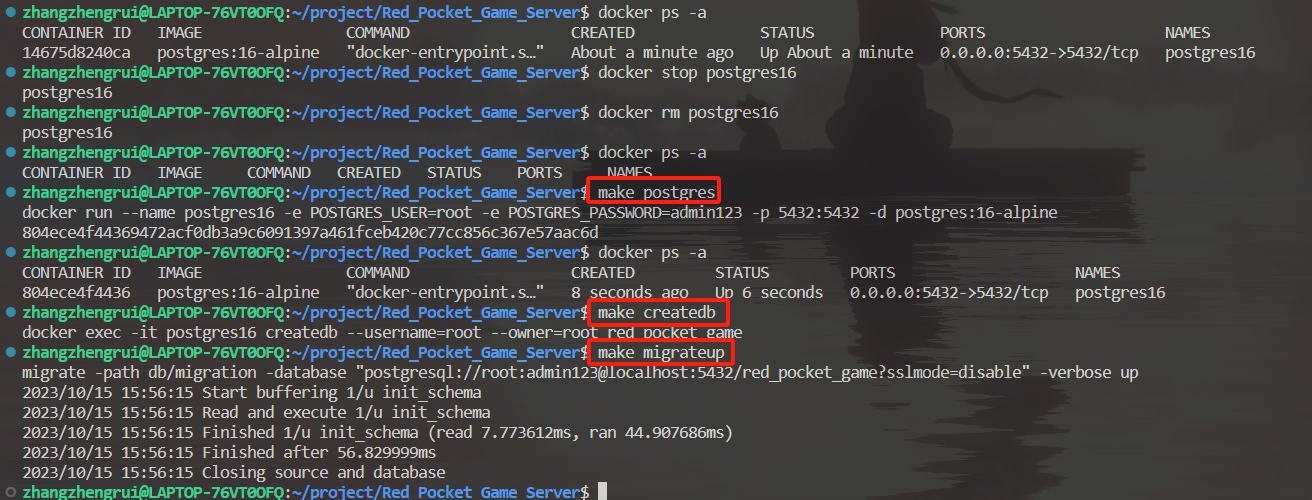 zhangzhengrui@LAPTOP-76VT0OFQ:~/project/Red_Pocket_Game_Server$ docker ps -a
CONTAINER ID   IMAGE                COMMAND                  CREATED              STATUS              PORTS                    NAMES
14675d8240ca   postgres:16-alpine   "docker-entrypoint.s…"   About a minute ago   Up About a minute   0.0.0.0:5432->5432/tcp   postgres16
zhangzhengrui@LAPTOP-76VT0OFQ:~/project/Red_Pocket_Game_Server$ docker stop postgres16
postgres16
zhangzhengrui@LAPTOP-76VT0OFQ:~/project/Red_Pocket_Game_Server$ docker rm postgres16
postgres16
zhangzhengrui@LAPTOP-76VT0OFQ:~/project/Red_Pocket_Game_Server$ docker ps -a
CONTAINER ID   IMAGE     COMMAND   CREATED   STATUS    PORTS     NAMES
zhangzhengrui@LAPTOP-76VT0OFQ:~/project/Red_Pocket_Game_Server$ make postgres
docker run --name postgres16 -e POSTGRES_USER=root -e POSTGRES_PASSWORD=admin123 -p 5432:5432 -d postgres:16-alpine
804ece4f44369472acf0db3a9c6091397a461fceb420c77cc856c367e57aac6d
zhangzhengrui@LAPTOP-76VT0OFQ:~/project/Red_Pocket_Game_Server$ docker ps -a
CONTAINER ID   IMAGE                COMMAND                  CREATED         STATUS         PORTS                    NAMES
804ece4f4436   postgres:16-alpine   "docker-entrypoint.s…"   8 seconds ago   Up 6 seconds   0.0.0.0:5432->5432/tcp   postgres16
zhangzhengrui@LAPTOP-76VT0OFQ:~/project/Red_Pocket_Game_Server$ make createdb
docker exec -it postgres16 createdb --username=root --owner=root red_pocket_game
zhangzhengrui@LAPTOP-76VT0OFQ:~/project/Red_Pocket_Game_Server$ make migrateup
migrate -path db/migration -database "postgresql://root:admin123@localhost:5432/red_pocket_game?sslmode=disable" -verbose up
2023/10/15 15:56:15 Start buffering 1/u init_schema
2023/10/15 15:56:15 Read and execute 1/u init_schema
2023/10/15 15:56:15 Finished 1/u init_schema (read 7.773612ms, ran 44.907686ms)
2023/10/15 15:56:15 Finished after 56.829999ms
2023/10/15 15:56:15 Closing source and database
zhangzhengrui@LAPTOP-76VT0OFQ:~/project/Red_Pocket_Game_Server$